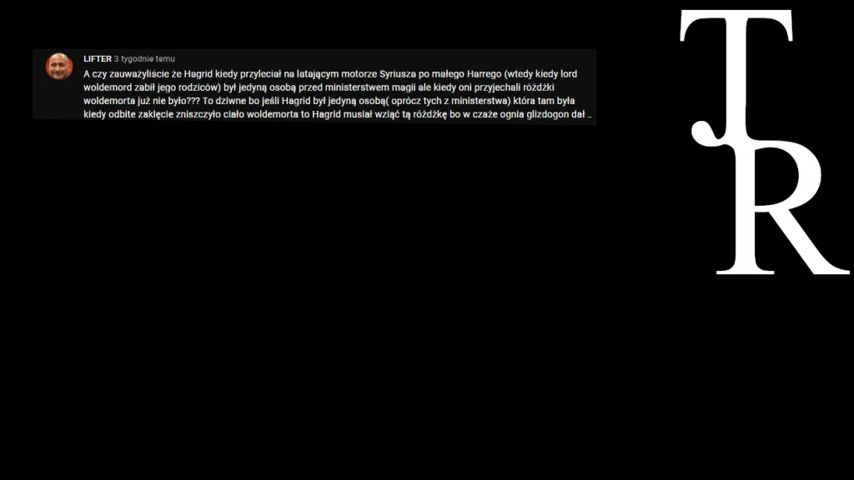 LIFTER 3 tygodnie temu
A czy zauważyliście że Hagrid kiedy przyleciał na latającym motorze Syriusza po małego Harrego (wtedy kiedy lord
woldemord zabił jego rodziców) był jedyną osobą przed ministerstwem magii ale kiedy oni przyjechali różdżki
woldemorta już nie było??? To dziwne bo jeśli Hagrid był jedyną osobą( oprócz tych z ministerstwa) która tam była
kiedy odbite zaklęcie zniszczyło ciało woldemorta to Hagrid musiał wziąć tą różdżkę bo w czaże ognia glizdogon dał ..
JR